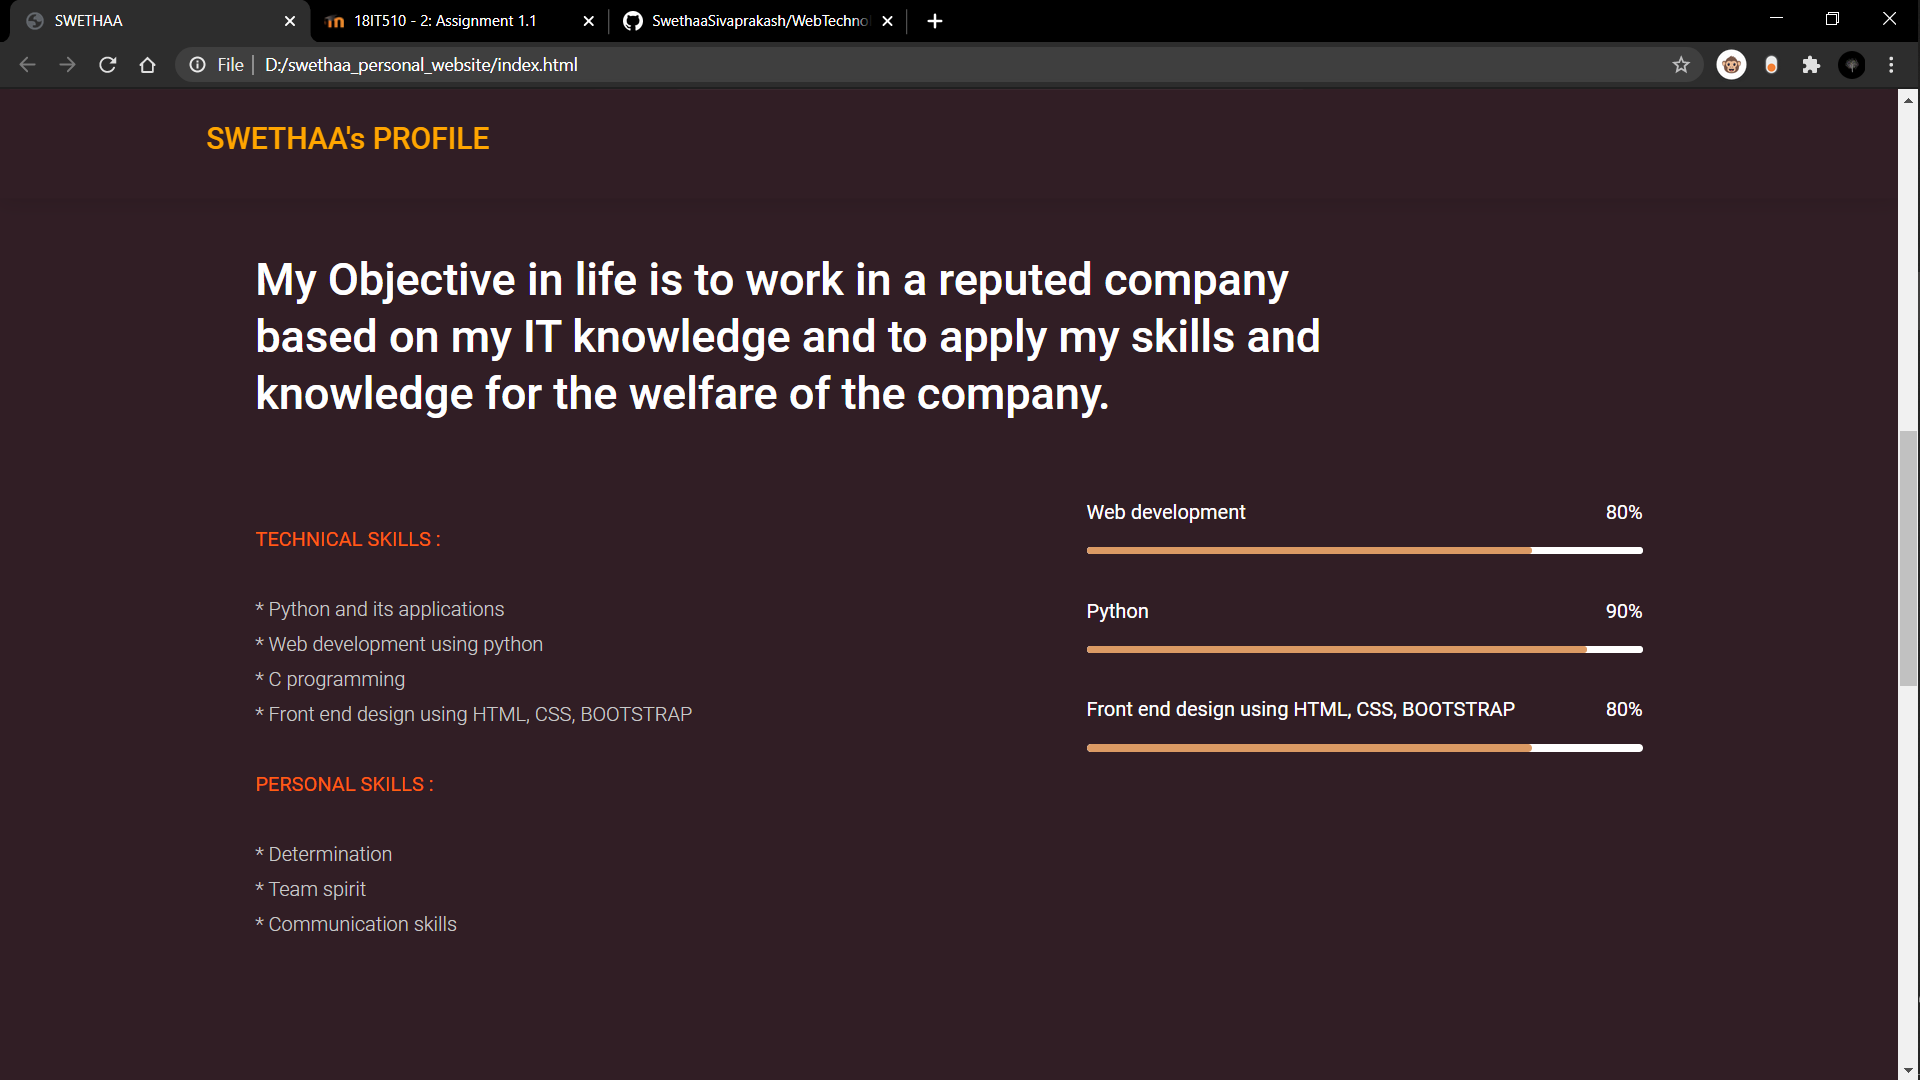 SWETHAA
18IT510 - 2: Assignment 1.1
SwethaaSivaprakash/WebTechno
File
D:/swethaa_personal_website/index.html
SWETHAA's PROFILE
My Objective in life is to work in a reputed company
based on my IT knowledge and to apply my skills and
knowledge for the welfare of the company.
TECHNICAL SKILLS :
* Python and its applications
* Web development using python
* C programming
* Front end design using HTML, CSS, BOOTSTRAP
PERSONAL SKILLS :
* Determination
* Team spirit
* Communication skills
Web development 80%
Python 90%
Front end design using HTML, CSS, BOOTSTRAP 80%